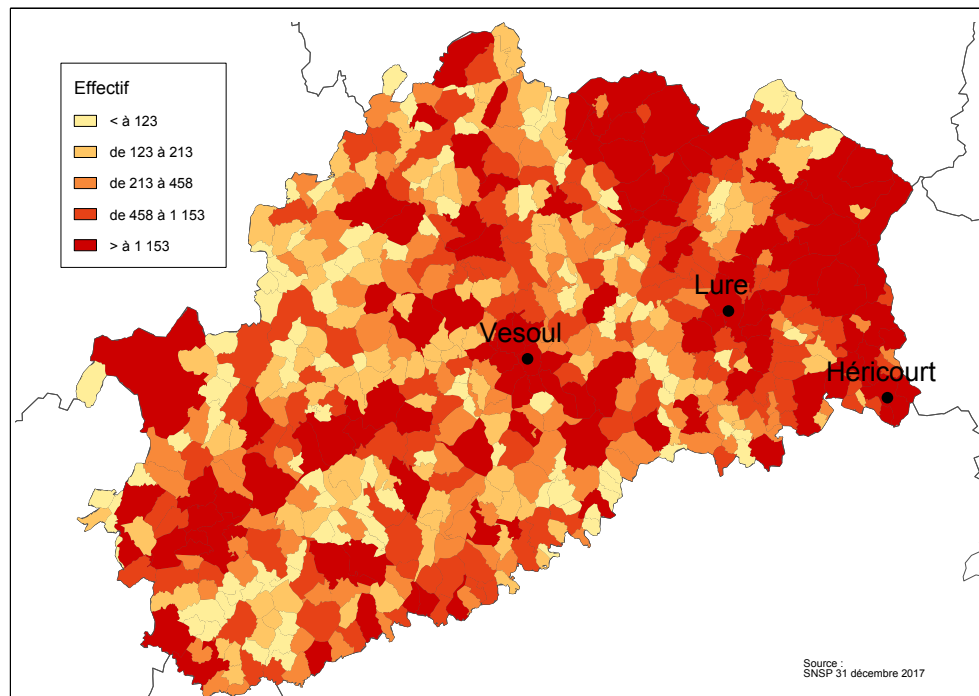 Effectif
< à 123
de 123 à 213
de 213 à 458
de 458 à 1 153
> à 1 153
Lure
Vesoul
Héricourt
Source :
SNSP 31 décembre 2017